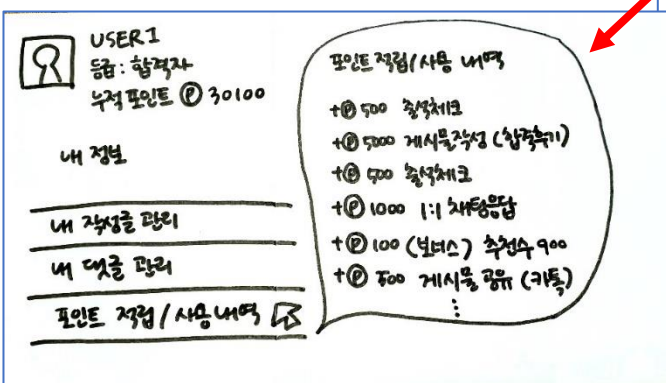 USER1
등급 : 합격자
누적 포인트 Ⓟ 30100
내 정보
내 작성글 관리
내 댓글 관리
포인트 적립/사용 내역
포인트 적립/사용 내역
+Ⓟ 500 출석체크
+Ⓟ 5000 게시물작성 (합격후기)
+Ⓟ 500 출석체크
+Ⓟ 1000 1:1 채팅응답
+Ⓟ 100 (보너스) 추천수 900
+Ⓟ 500 게시물 공유 (카톡)
⋮